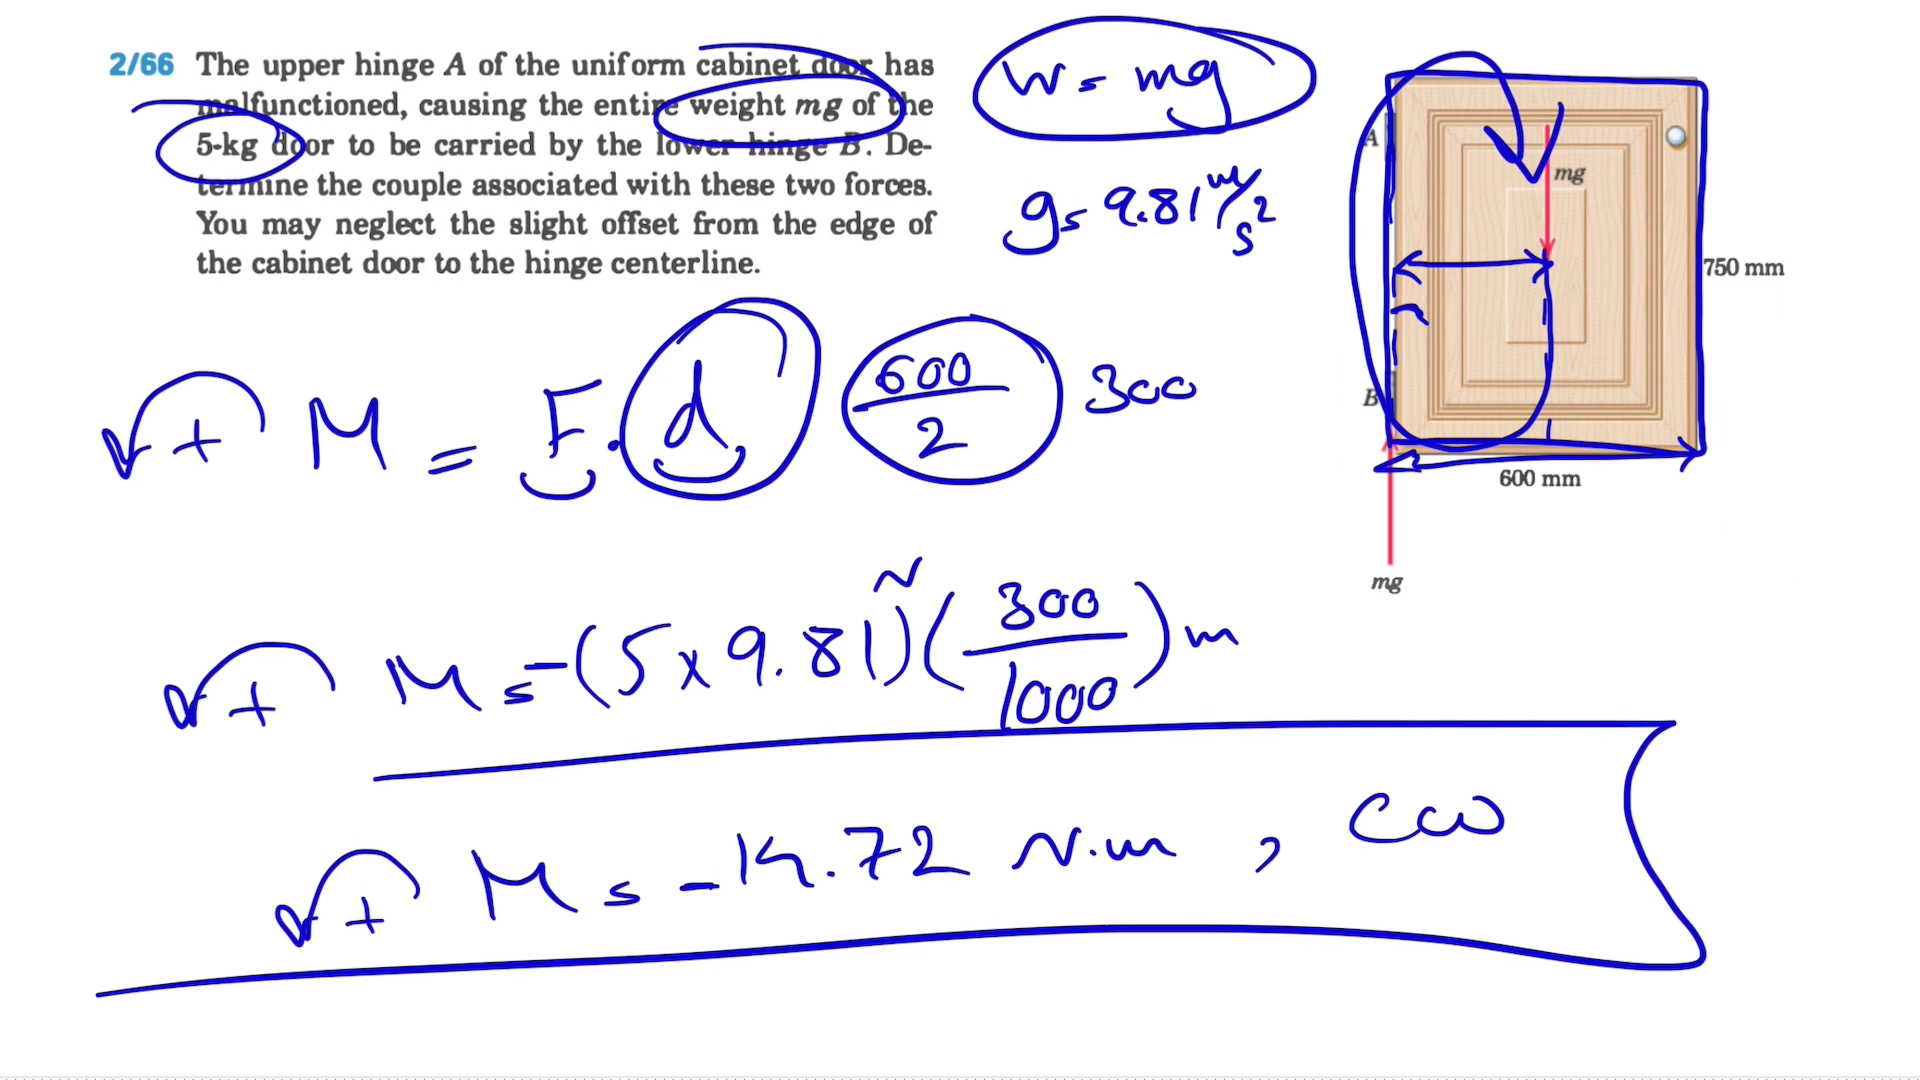 2/66 The upper hinge A of the uniform cabinet door has
malfunctioned, causing the entire weight mg of the
5-kg door to be carried by the lower hinge B. De-
termine the couple associated with these two forces.
You may neglect the slight offset from the edge of
the cabinet door to the hinge centerline.
W = mg
g = 9.81 m/s²
A
mg
750 mm
B
600 mm
mg
+ M = F . d
600/2
300
+ M = -(5 x 9.81) N (300/1000) m
+ M = -14.72 N.m , CCW